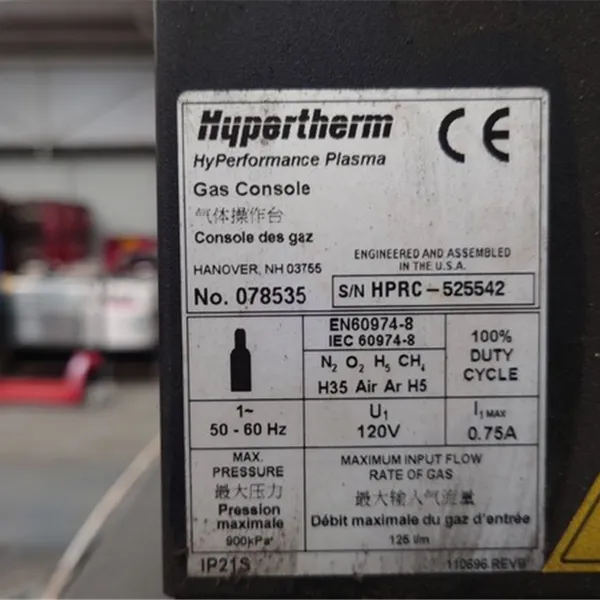 Hypertherm
CE
HyPerformance Plasma
Gas Console
气体操作台
Console des gaz
ENGINEERED AND ASSEMBLED
IN THE U.S.A.
HANOVER, NH 03755
No. 078535
S/N HPRC-525542
EN60974-8
IEC 60974-8
N₂ O₂ H₅ CH₄
H35 Air Ar H5
100%
DUTY
CYCLE
1~
50 - 60 Hz
U₁
120V
I₁ MAX
0.75A
MAX.
PRESSURE
最大压力
Pression
maximale
900kPa
MAXIMUM INPUT FLOW
RATE OF GAS
最大输入气流量
Débit maximale du gaz d'entrée
125 l/m
IP21S
110696 REV B